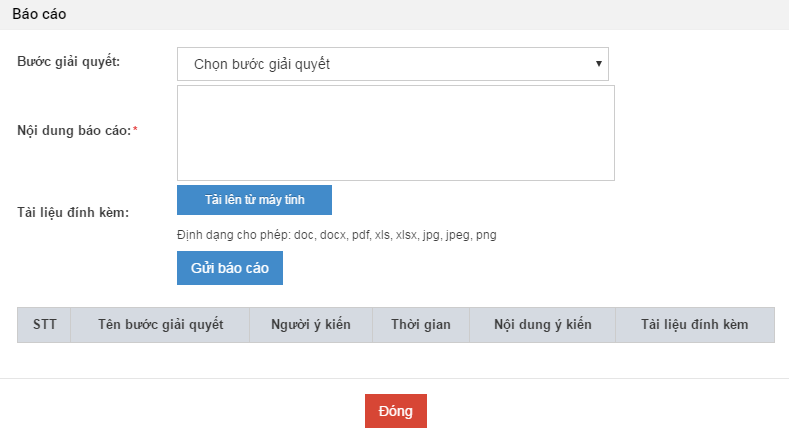 Báo cáo
Bước giải quyết:
Chọn bước giải quyết
Nội dung báo cáo:*
Tài liệu đính kèm:
Tải lên từ máy tính
Định dạng cho phép: doc, docx, pdf, xls, xlsx, jpg, jpeg, png
Gửi báo cáo
STT Tên bước giải quyết Người ý kiến Thời gian Nội dung ý kiến Tài liệu đính kèm
Đóng